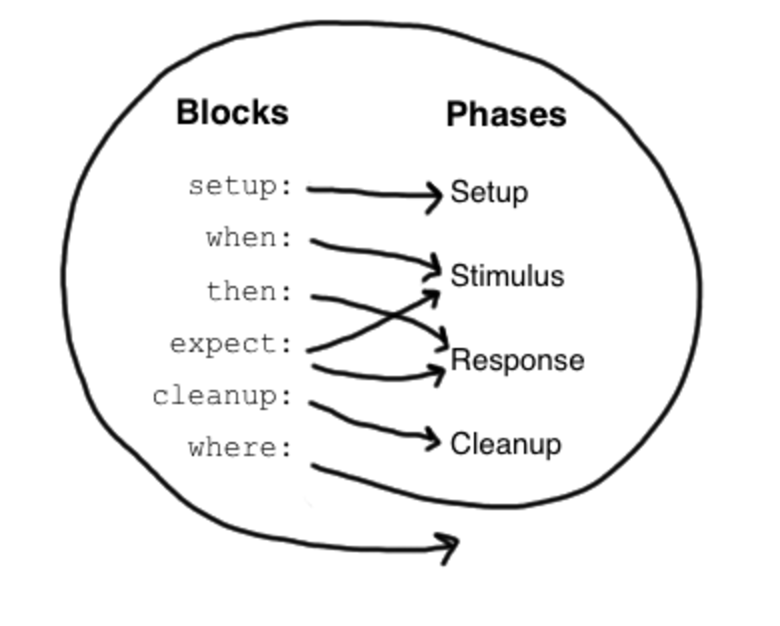 Blocks
Phases
setup:
Setup
when:
Stimulus
then:
expect:
Response
cleanup:
Cleanup
where: